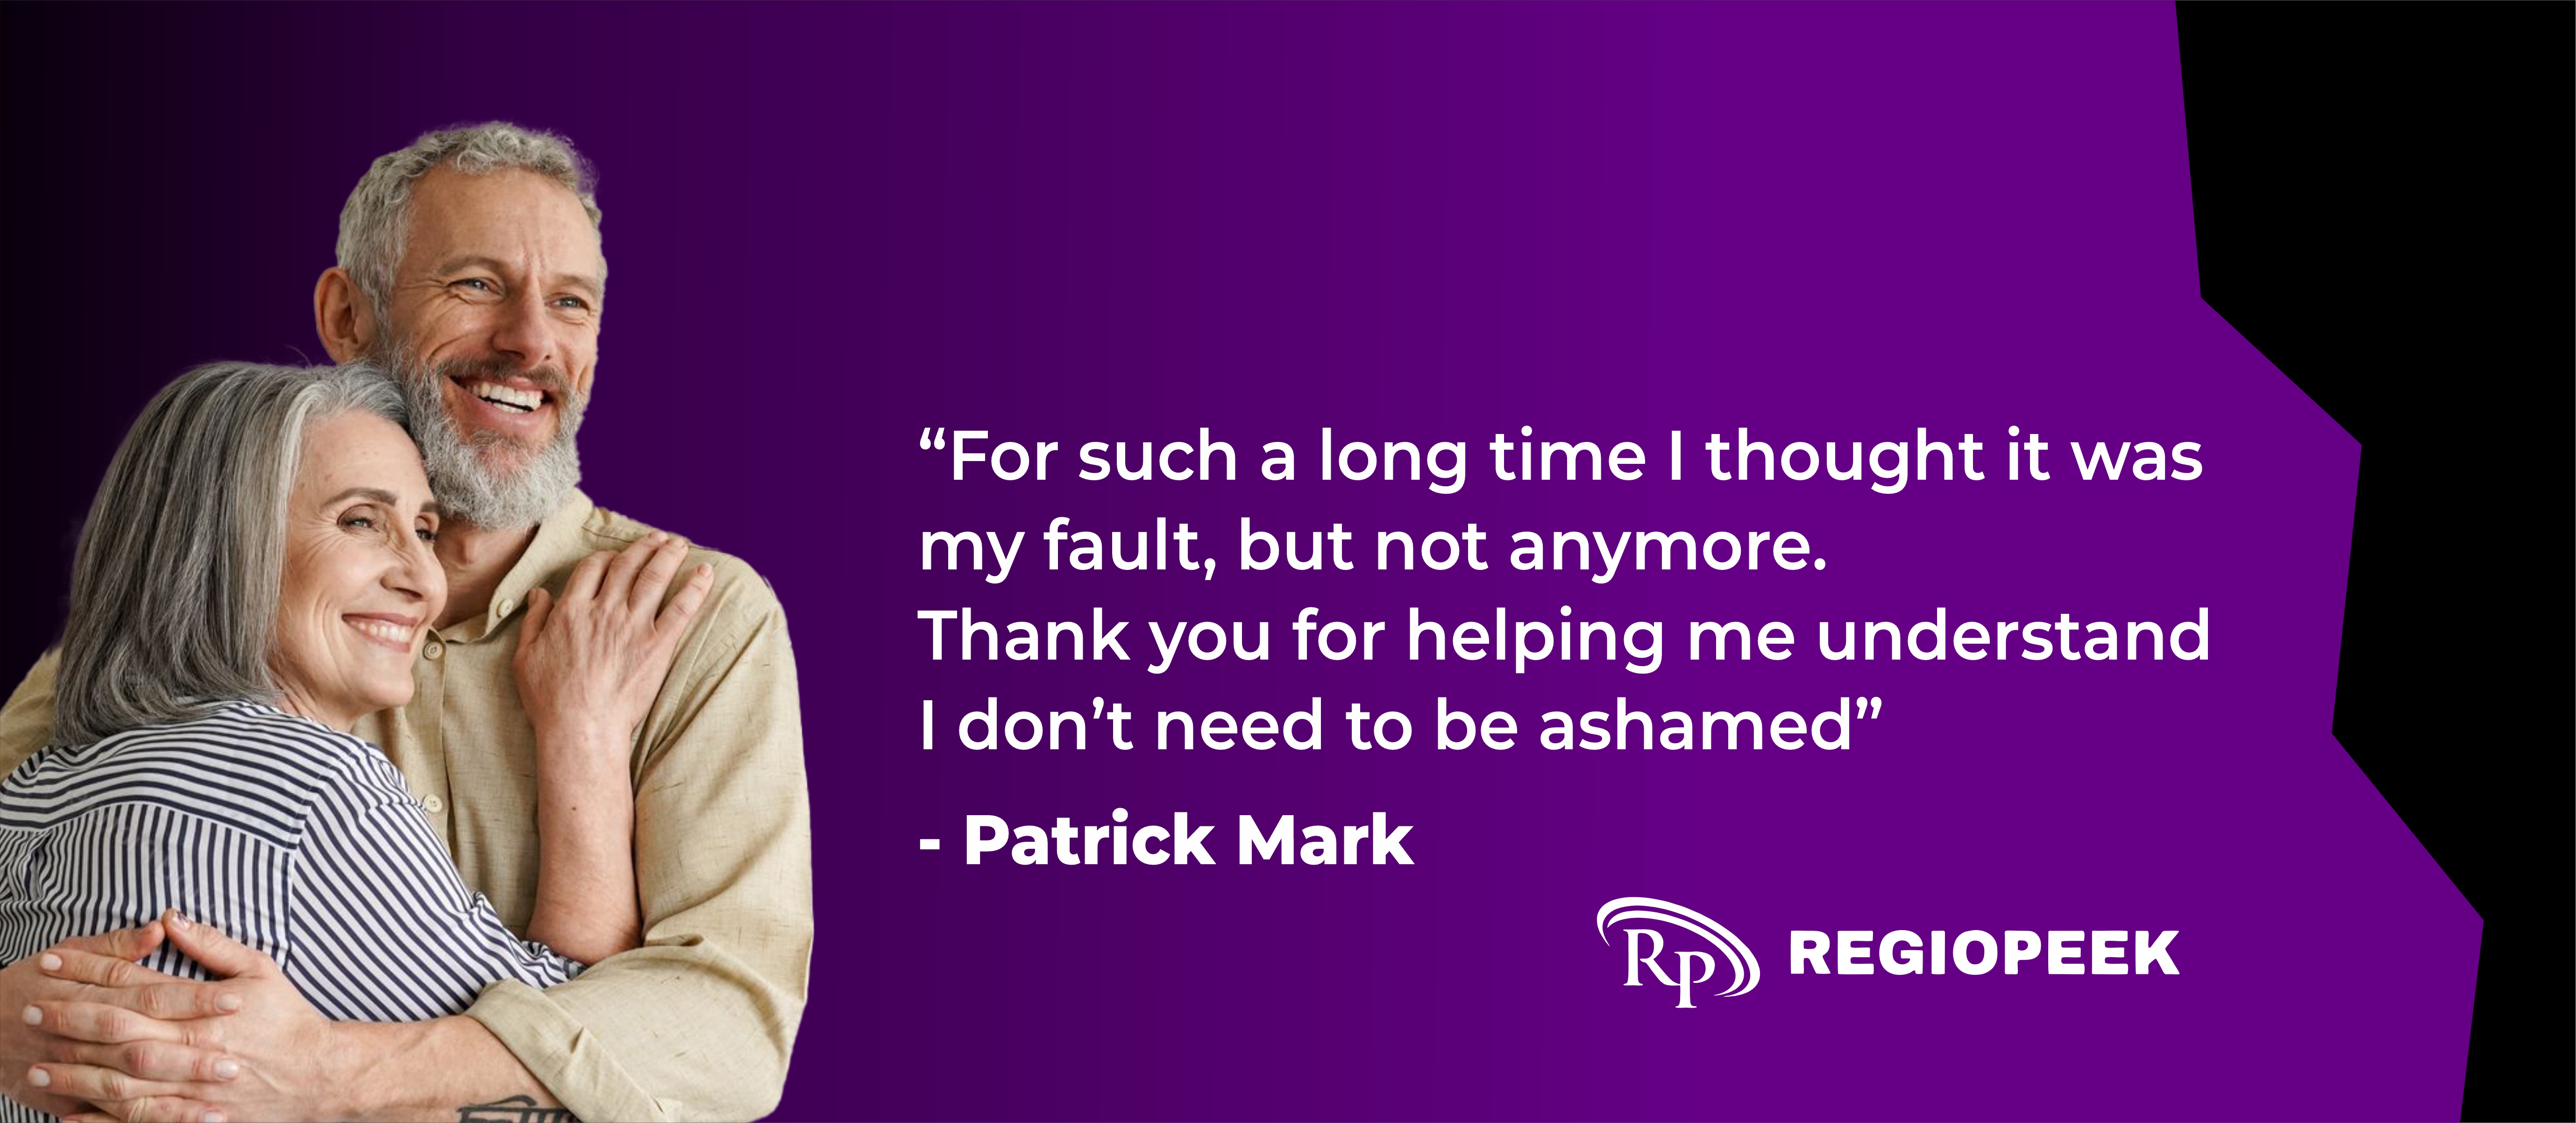 “For such a long time I thought it was
my fault, but not anymore.
Thank you for helping me understand
I don’t need to be ashamed”
- Patrick Mark
RP REGIOPEEK